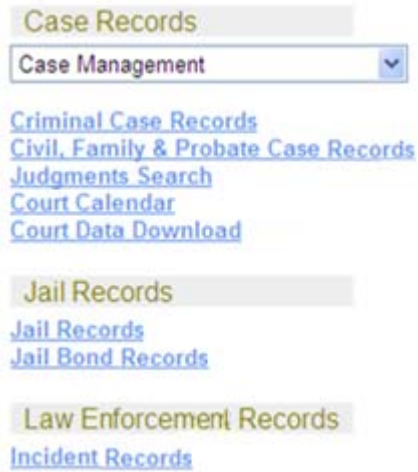 Case Records
Case Management
Criminal Case Records
Civil, Family & Probate Case Records
Judgments Search
Court Calendar
Court Data Download
Jail Records
Jail Records
Jail Bond Records
Law Enforcement Records
Incident Records